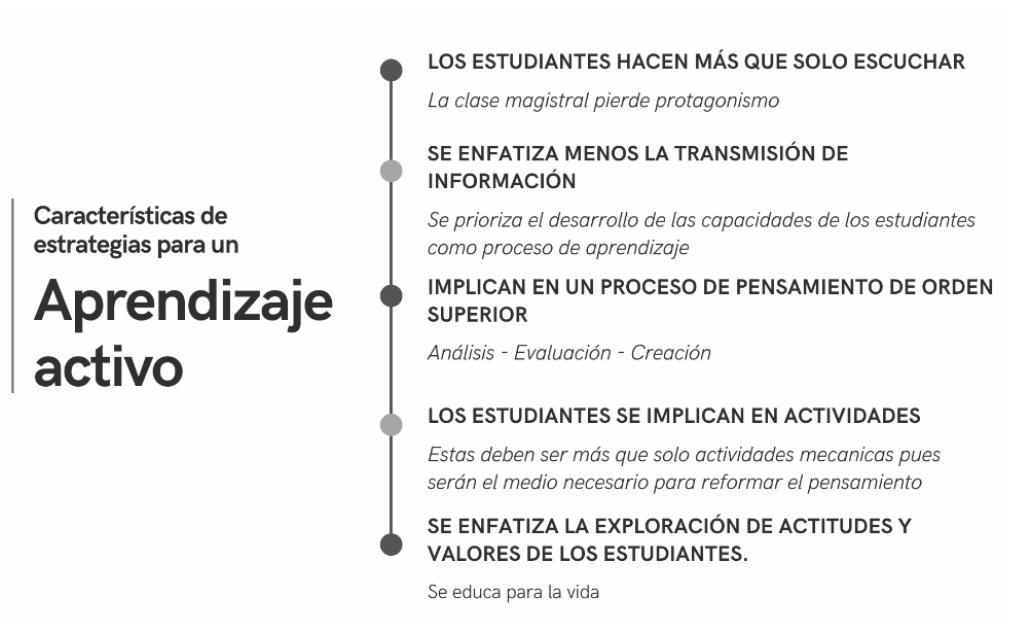 Características de
estrategias para un
Aprendizaje
activo
LOS ESTUDIANTES HACEN MÁS QUE SOLO ESCUCHAR
La clase magistral pierde protagonismo
SE ENFATIZA MENOS LA TRANSMISIÓN DE
INFORMACIÓN
Se prioriza el desarrollo de las capacidades de los estudiantes
como proceso de aprendizaje
IMPLICAN EN UN PROCESO DE PENSAMIENTO DE ORDEN
SUPERIOR
Análisis - Evaluación - Creación
LOS ESTUDIANTES SE IMPLICAN EN ACTIVIDADES
Estas deben ser más que solo actividades mecanicas pues
serán el medio necesario para reformar el pensamiento
SE ENFATIZA LA EXPLORACIÓN DE ACTITUDES Y
VALORES DE LOS ESTUDIANTES.
Se educa para la vida